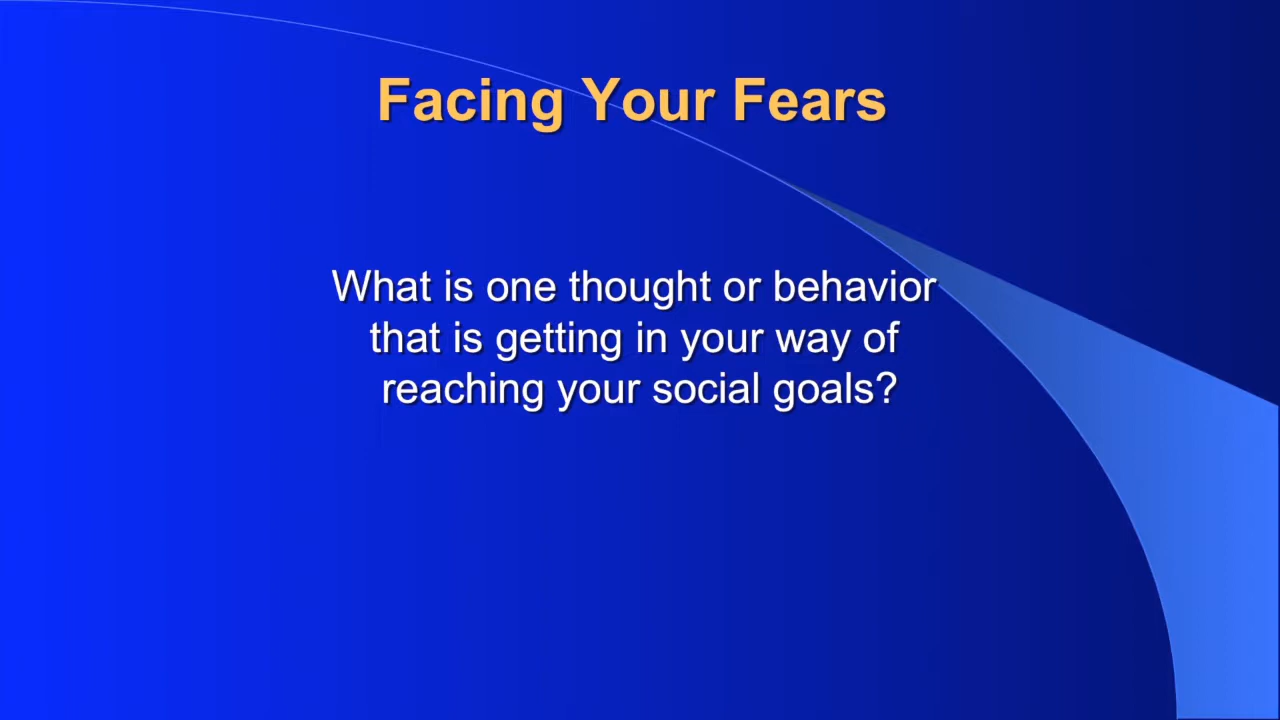 Facing Your Fears
What is one thought or behavior
that is getting in your way of
reaching your social goals?